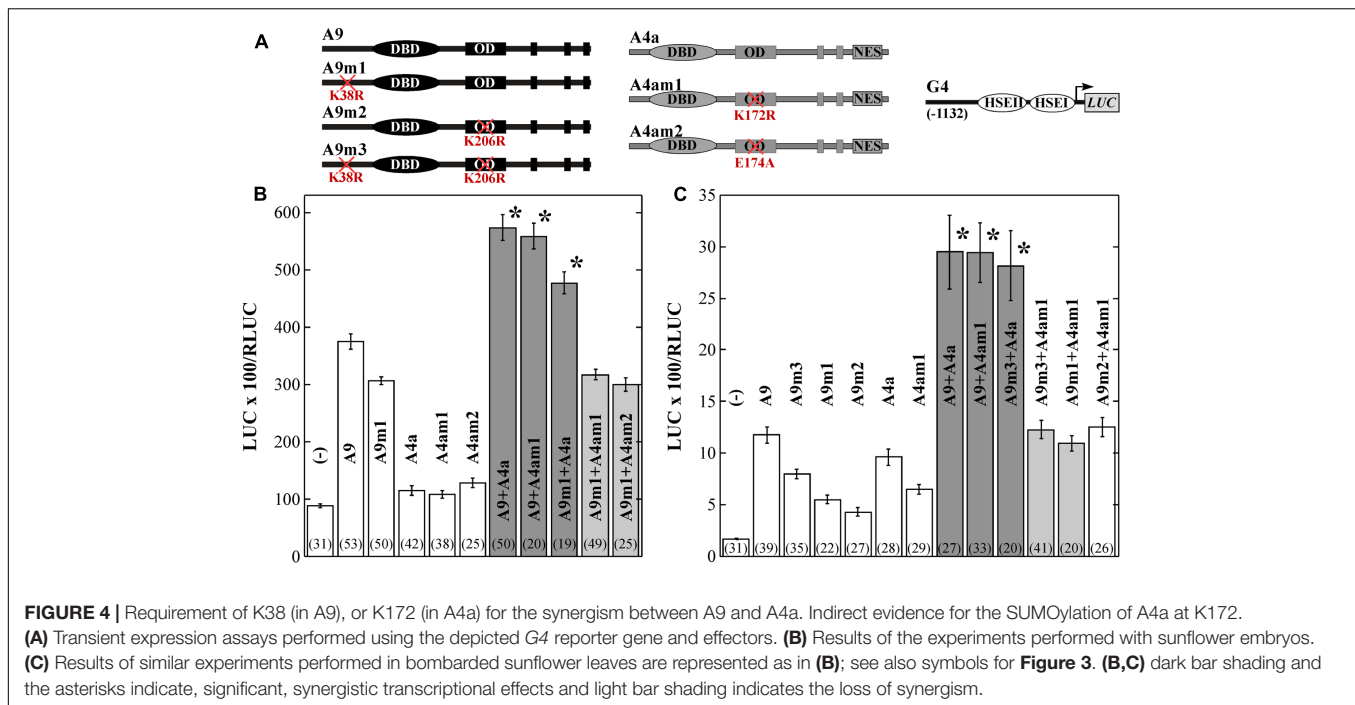 A
A9
DBD
OD
A9m1
DBD
OD
K38R
A9m2
DBD
OD
K206R
A9m3
DBD
OD
K38R
K206R
A4a
DBD
OD
NES
A4am1
DBD
OD
NES
K172R
A4am2
DBD
OD
NES
E174A
G4
(-1132)
HSEII
HSEI
LUC
B
LUC x 100/RLUC
600
500
400
300
200
100
0
(-)
A9
A9m1
A4a
A4am1
A4am2
A9+A4a
A9+A4am1
A9m1+A4a
A9m1+A4am1
A9m1+A4am2
* * *
(31) (53) (50) (42) (38) (25) (50) (20) (19) (49) (25)
C
LUC x 100/RLUC
35
30
25
20
15
10
5
0
(-)
A9
A9m3
A9m1
A9m2
A4a
A4am1
A9+A4a
A9+A4am1
A9m3+A4a
A9m3+A4am1
A9m1+A4am1
A9m2+A4am1
* * *
(31) (39) (35) (22) (27) (28) (29) (27) (33) (20) (41) (20) (26)
FIGURE 4 | Requirement of K38 (in A9), or K172 (in A4a) for the synergism between A9 and A4a. Indirect evidence for the SUMOylation of A4a at K172.
(A) Transient expression assays performed using the depicted G4 reporter gene and effectors. (B) Results of the experiments performed with sunflower embryos.
(C) Results of similar experiments performed in bombarded sunflower leaves are represented as in (B); see also symbols for Figure 3. (B,C) dark bar shading and
the asterisks indicate, significant, synergistic transcriptional effects and light bar shading indicates the loss of synergism.